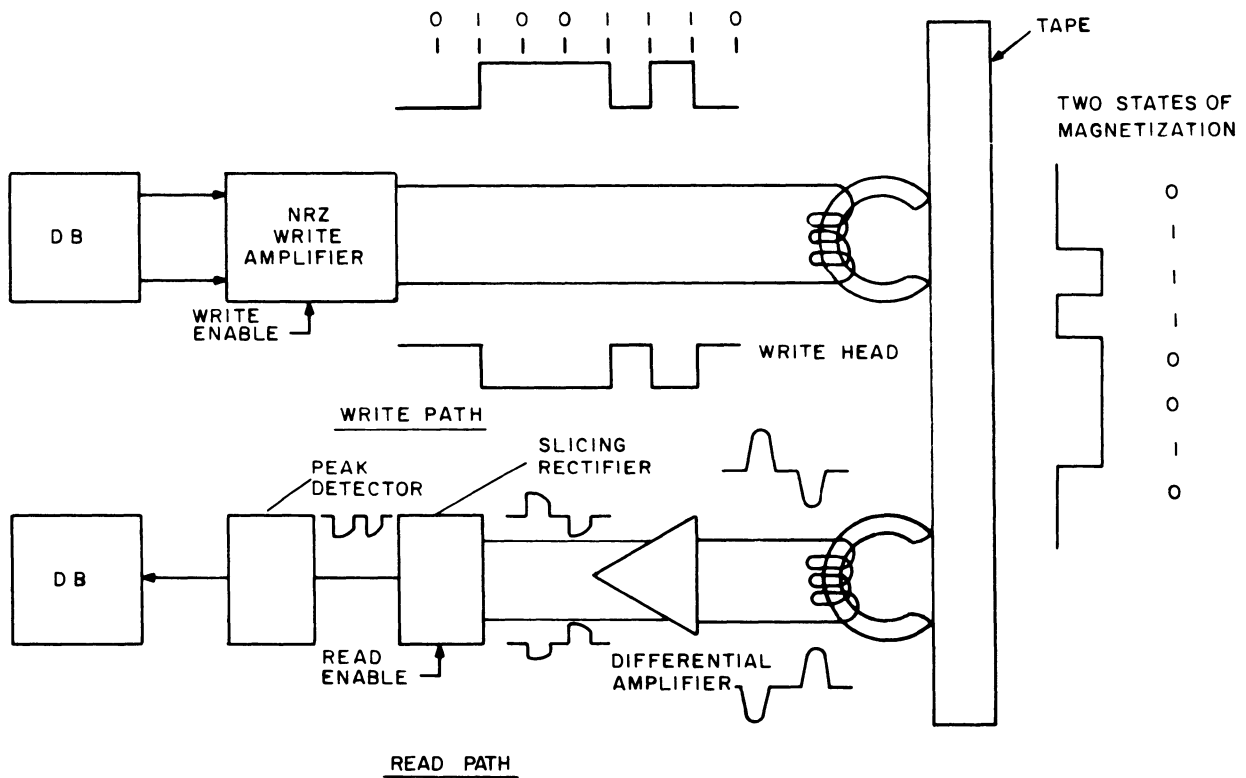 0 1 0 0 1 1 1 0
TAPE
TWO STATES OF
MAGNETIZATION
DB
NRZ
WRITE
AMPLIFIER
WRITE
ENABLE
WRITE HEAD
WRITE PATH
0
1
1
1
0
0
1
0
PEAK
DETECTOR
SLICING
RECTIFIER
DB
READ
ENABLE
DIFFERENTIAL
AMPLIFIER
READ PATH